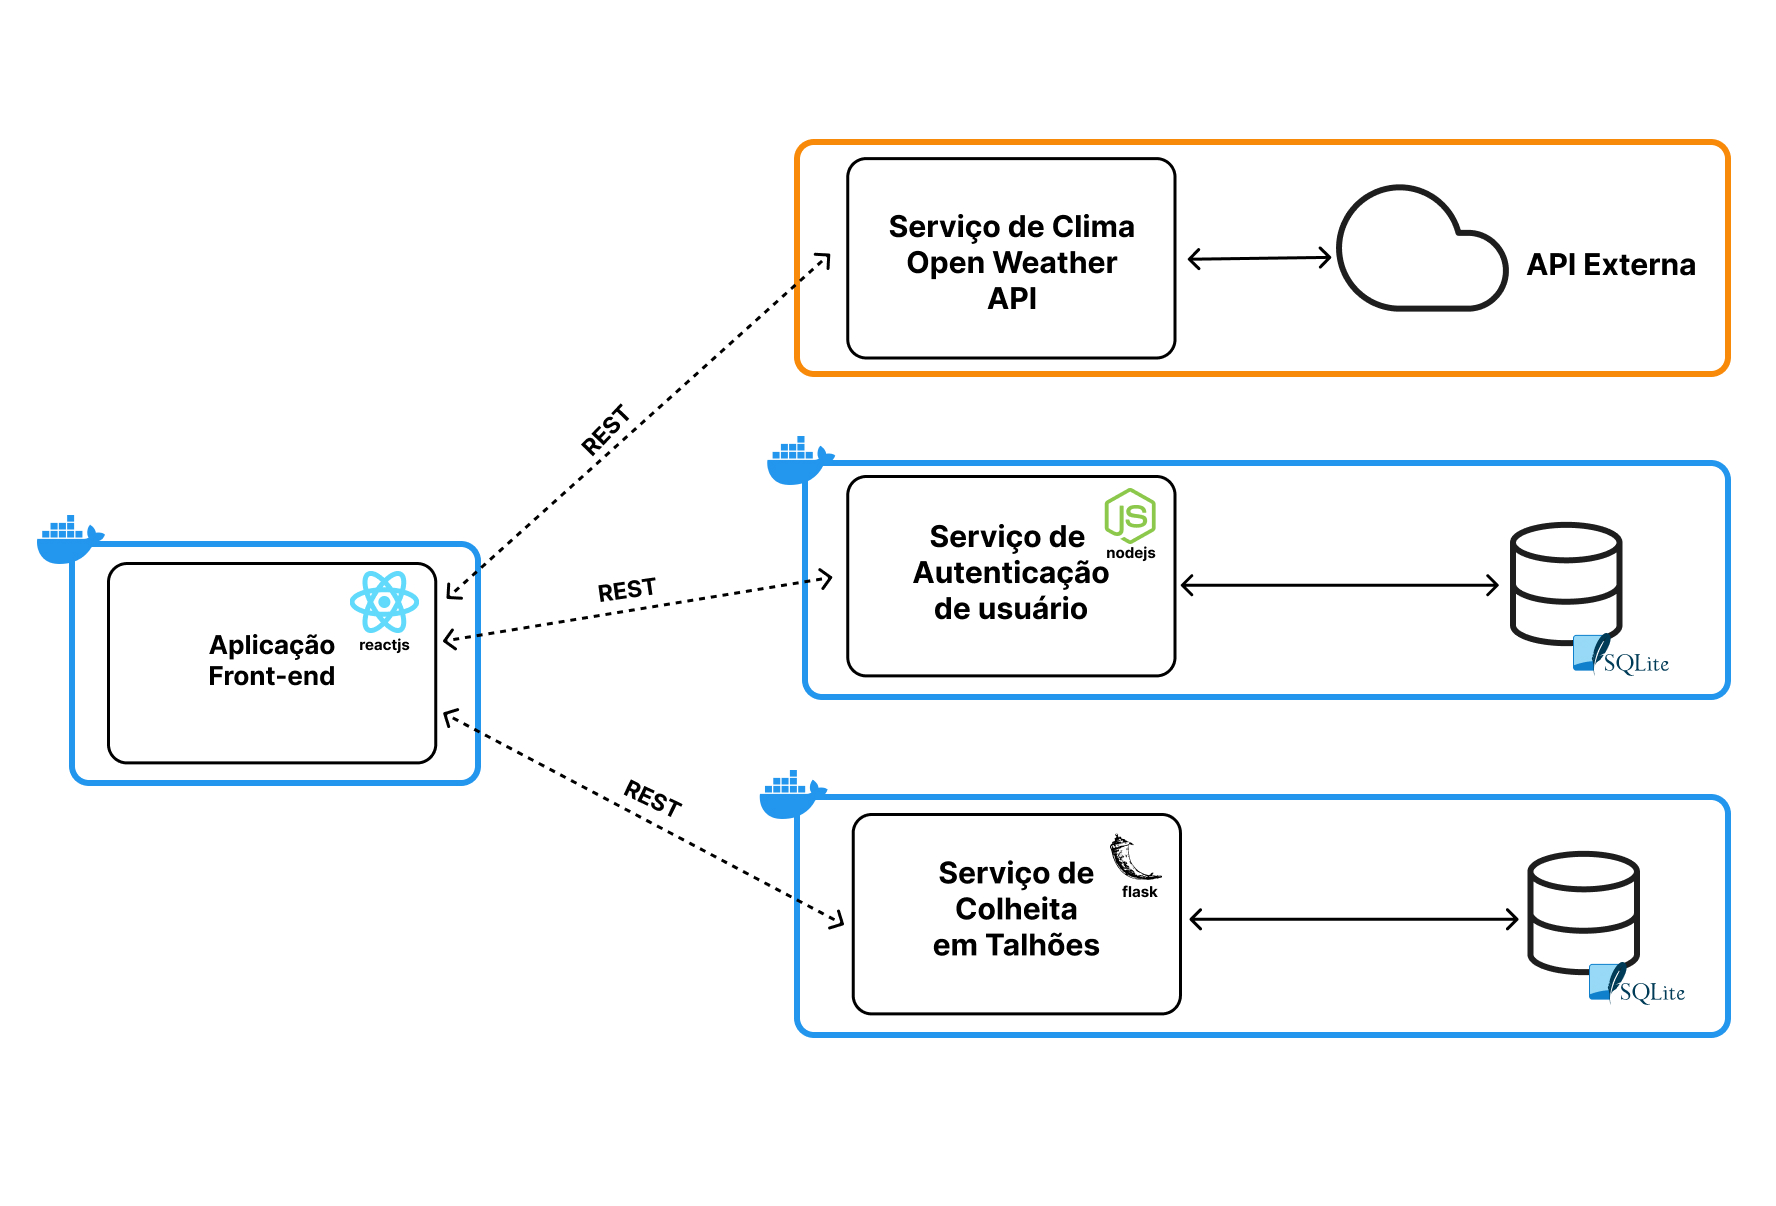 Serviço de Clima
Open Weather
API
API Externa
REST
nodejs
Serviço de
Autenticação
de usuário
SQLite
REST
reactjs
Aplicação
Front-end
REST
flask
Serviço de
Colheita
em Talhões
SQLite